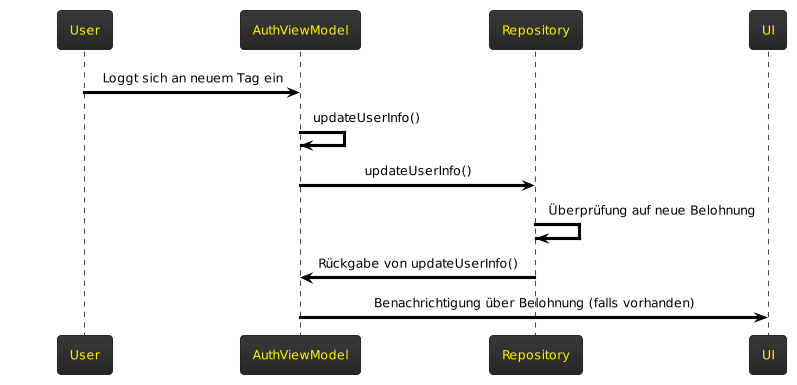 User
AuthViewModel
Repository
UI
Loggt sich an neuem Tag ein
updateUserInfo()
updateUserInfo()
Überprüfung auf neue Belohnung
Rückgabe von updateUserInfo()
Benachrichtigung über Belohnung (falls vorhanden)
User
AuthViewModel
Repository
UI